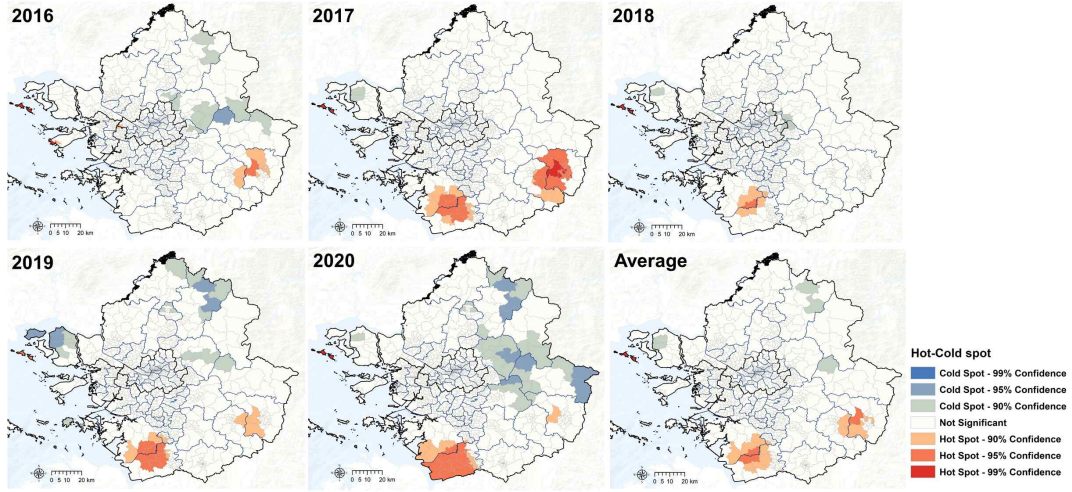 2016
0 5 10 20 km
2017
0 5 10 20 km
2018
0 5 10 20 km
2019
0 5 10 20 km
2020
0 5 10 20 km
Average
0 5 10 20 km
Hot-Cold spot
Cold Spot - 99% Confidence
Cold Spot - 95% Confidence
Cold Spot - 90% Confidence
Not Significant
Hot Spot - 90% Confidence
Hot Spot - 95% Confidence
Hot Spot - 99% Confidence